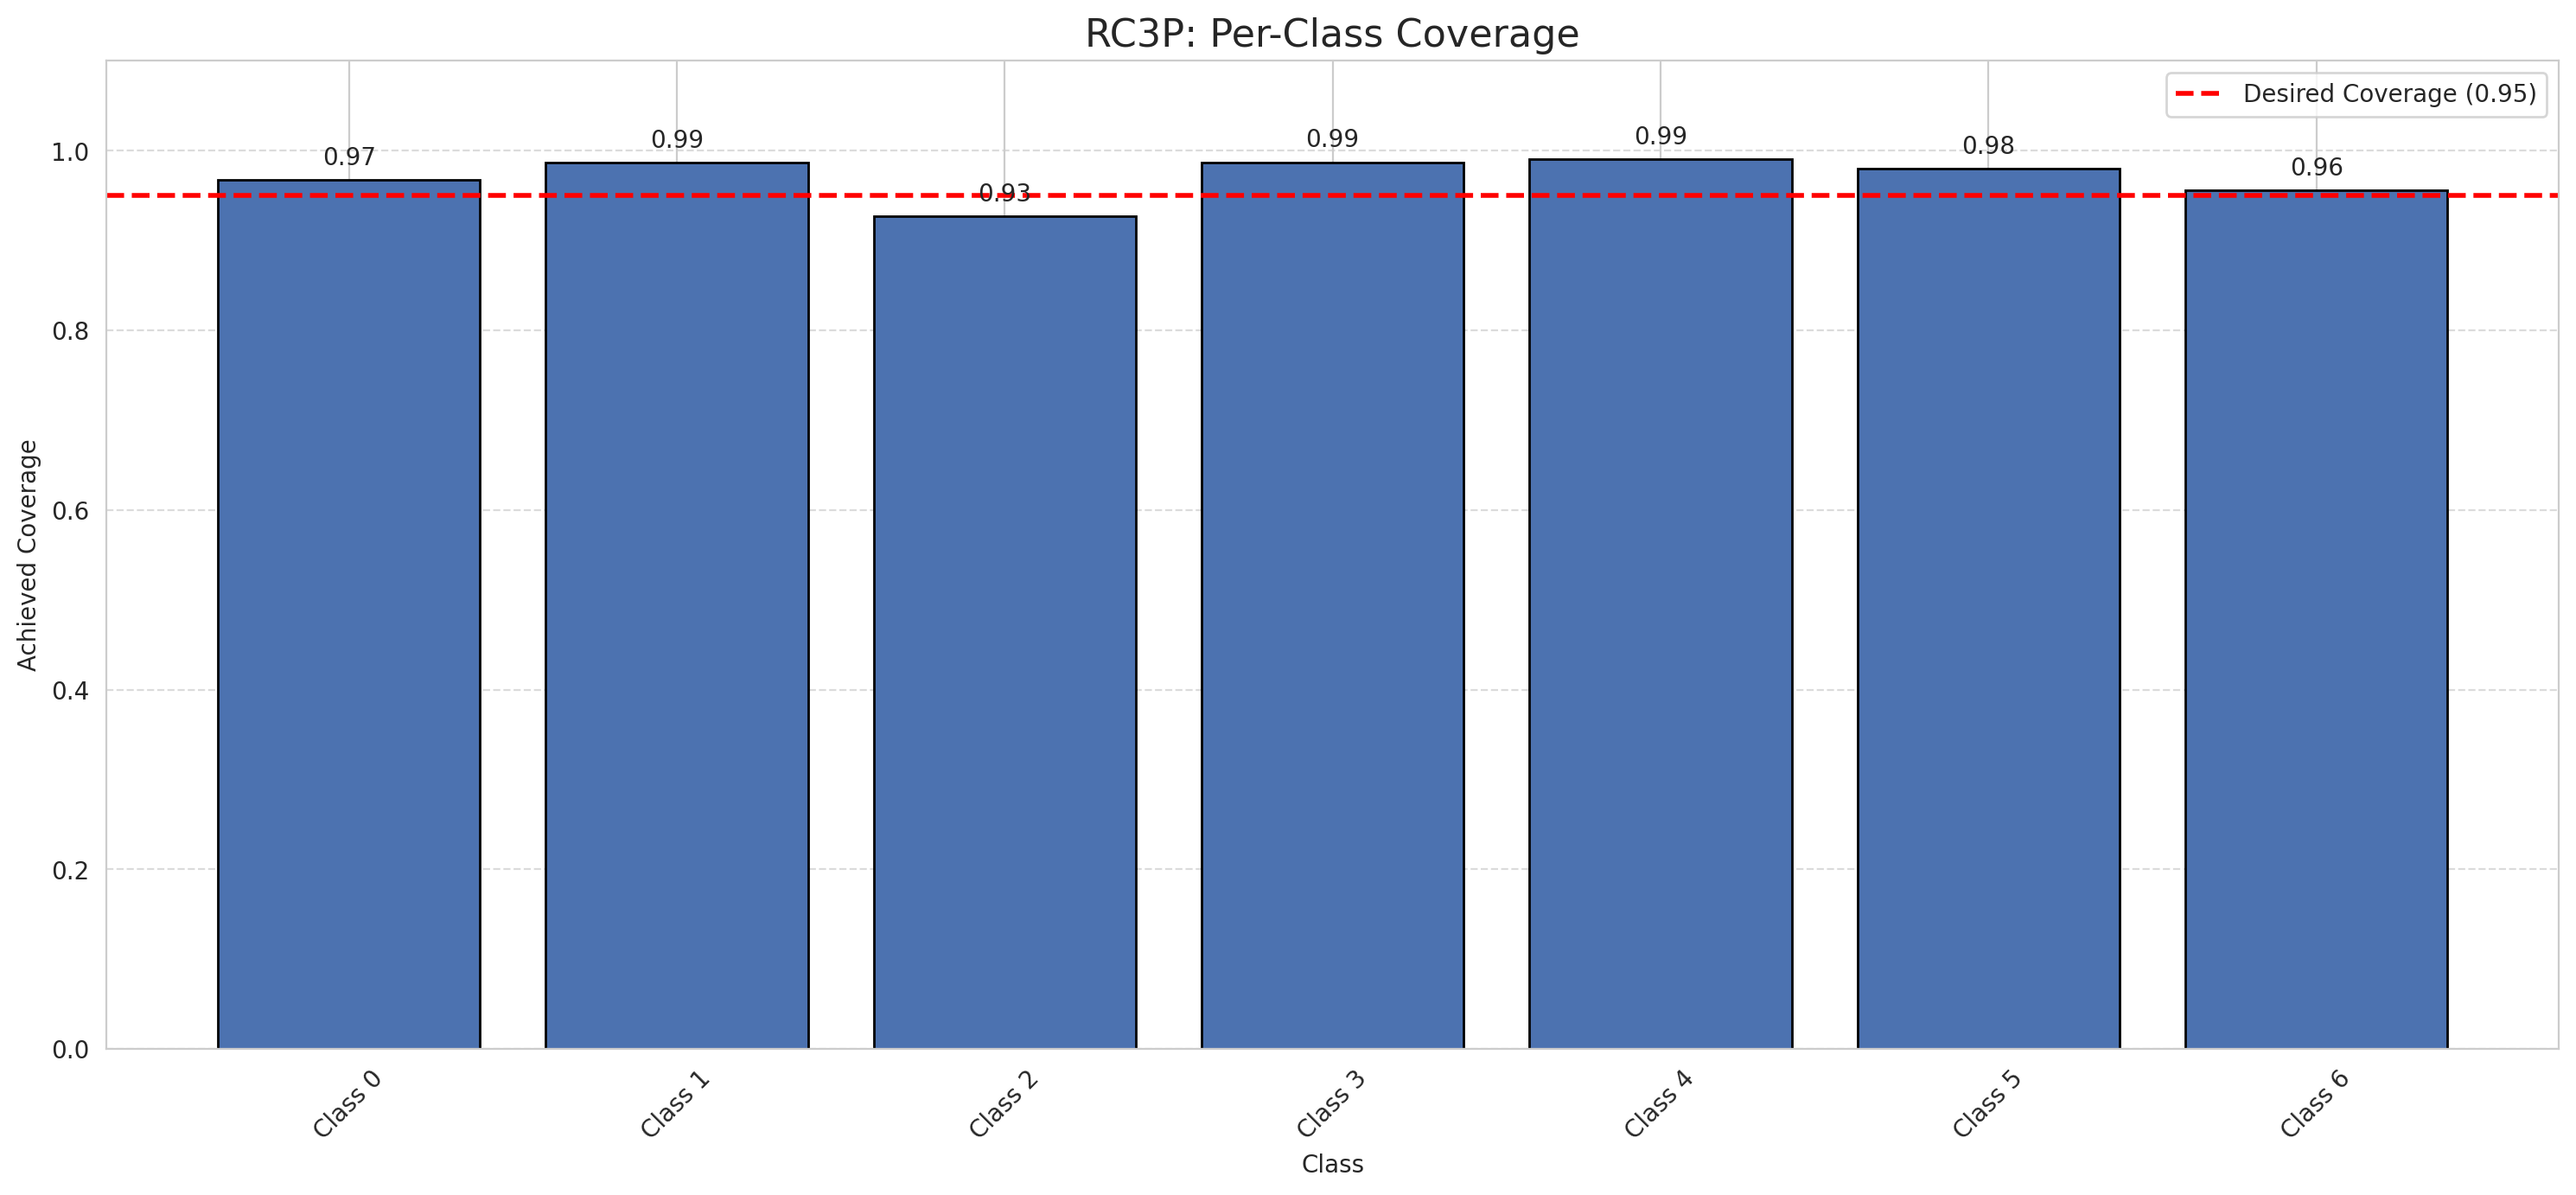 RC3P: Per-Class Coverage
Desired Coverage (0.95)
Achieved Coverage
1.0
0.8
0.6
0.4
0.2
0.0
0.97
0.99
0.93
0.99
0.99
0.98
0.96
Class 0
Class 1
Class 2
Class 3
Class 4
Class 5
Class 6
Class